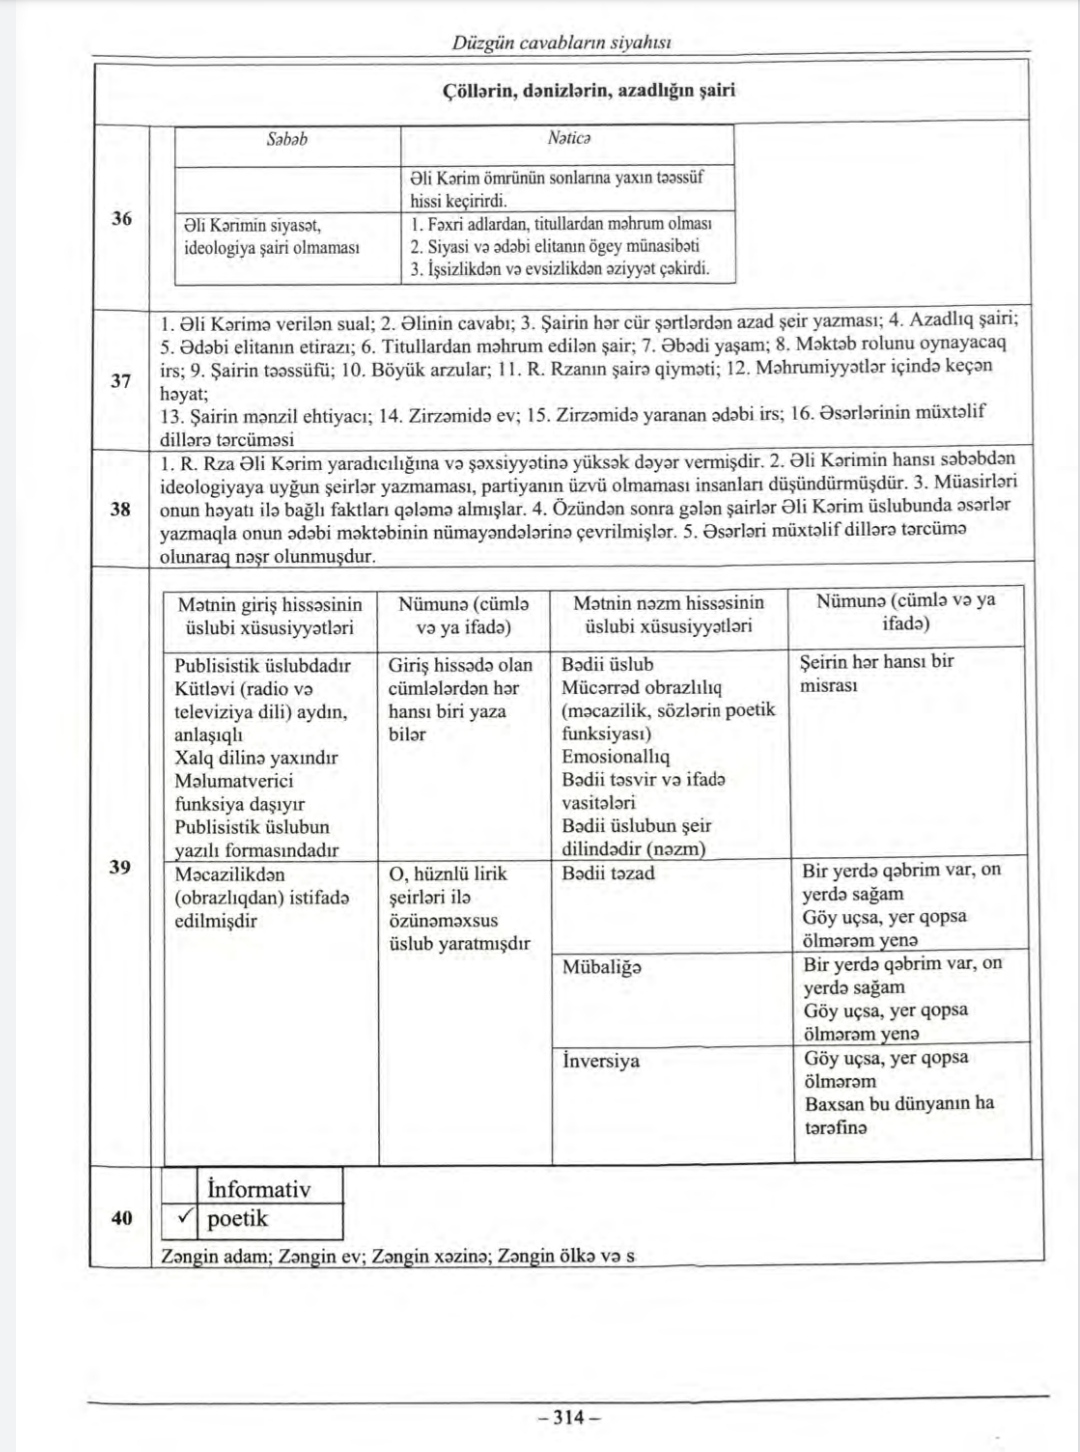 Düzgün cavabların siyahısı
Çöllərin, dənizlərin, azadlığın şairi
36
Səbəb
Nəticə
Əli Kərim ömrünün sonlarına yaxın təəssüf
hissi keçirirdi.
Əli Kərimin siyasət,
ideologiya şairi olmaması
1. Fəxri adlardan, titullardan məhrum olması
2. Siyasi və ədəbi elitanın ögey münasibəti
3. İşsizlikdən və evsizlikdən əziyyət çəkirdi.
37
1. Əli Kərimə verilən sual; 2. Əlinin cavabı; 3. Şairin hər cür şərtlərdən azad şeir yazması; 4. Azadlıq şairi;
5. Ədəbi elitanın etirazı; 6. Titullardan məhrum edilən şair; 7. Əbədi yaşam; 8. Məktəb rolunu oynayacaq
irs; 9. Şairin təəssüfü; 10. Böyük arzular; 11. R. Rzanın şairə qiyməti; 12. Məhrumiyyətlər içində keçən
həyat;
13. Şairin mənzil ehtiyacı; 14. Zirzəmidə ev; 15. Zirzəmidə yaranan ədəbi irs; 16. Əsərlərinin müxtəlif
dillərə tərcüməsi
38
1. R. Rza Əli Kərim yaradıcılığına və şəxsiyyətinə yüksək dəyər vermişdir. 2. Əli Kərimin hansı səbəbdən
ideologiyaya uyğun şeirlər yazmaması, partiyanın üzvü olmaması insanları düşündürmüşdür. 3. Müasirləri
onun həyatı ilə bağlı faktları qələmə almışlar. 4. Özündən sonra gələn şairlər Əli Kərim üslubunda əsərlər
yazmaqla onun ədəbi məktəbinin nümayəndələrinə çevrilmişlər. 5. Əsərləri müxtəlif dillərə tərcümə
olunaraq nəşr olunmuşdur.
39
Mətnin giriş hissəsinin
üslubi xüsusiyyətləri
Nümunə (cümlə
və ya ifadə)
Mətnin nəzm hissəsinin
üslubi xüsusiyyətləri
Nümunə (cümlə və ya
ifadə)
Publisistik üslubdadır
Kütləvi (radio və
televiziya dili) aydın,
anlaşıqlı
Xalq dilinə yaxındır
Məlumatverici
funksiya daşıyır
Publisistik üslubun
yazılı formasındadır
Giriş hissədə olan
cümlələrdən hər
hansı biri yaza
bilər
Bədii üslub
Mücərrəd obrazlılıq
(məcazilik, sözlərin poetik
funksiyası)
Emosionallıq
Bədii təsvir və ifadə
vasitələri
Bədii üslubun şeir
dilindədir (nəzm)
Şeirin hər hansı bir
misrası
Məcazilikdən
(obrazlıqdan) istifadə
edilmişdir
O, hüznlü lirik
şeirləri ilə
özünəməxsus
üslub yaratmışdır
Bədii təzad
Bir yerdə qəbrim var, on
yerdə sağam
Göy uçsa, yer qopsa
ölmərəm yenə
Mübaliğə
Bir yerdə qəbrim var, on
yerdə sağam
Göy uçsa, yer qopsa
ölmərəm yenə
İnversiya
Göy uçsa, yer qopsa
ölmərəm
Baxsan bu dünyanın ha
tərəfinə
40
İnformativ
✓ poetik
Zəngin adam; Zəngin ev; Zəngin xəzinə; Zəngin ölkə və s
– 314 –